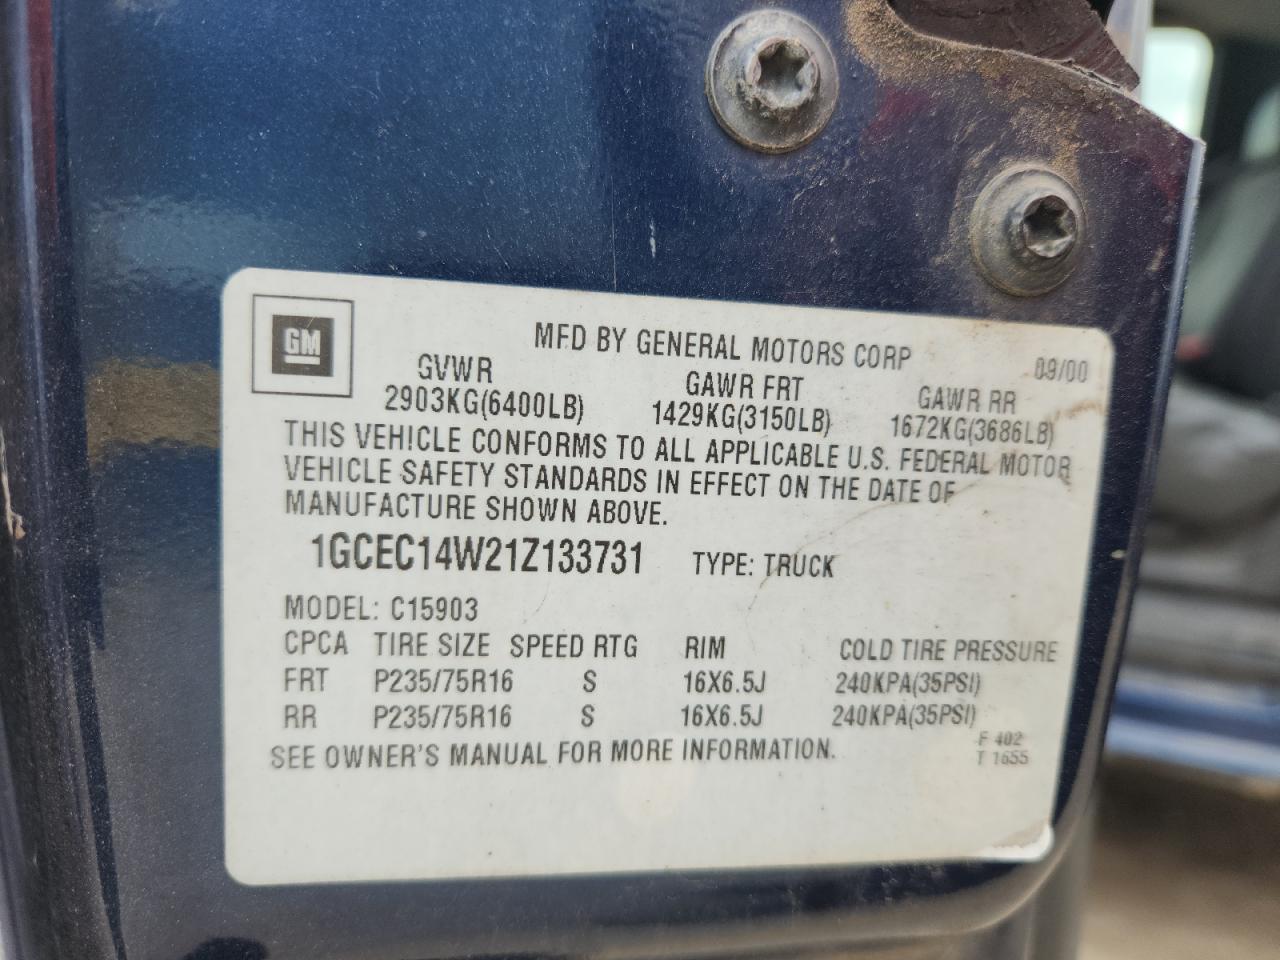 GM
MFD BY GENERAL MOTORS CORP
09/00
GVWR GAWR FRT GAWR RR
2903KG(6400LB) 1429KG(3150LB) 1672KG(3686LB)
THIS VEHICLE CONFORMS TO ALL APPLICABLE U.S. FEDERAL MOTOR
VEHICLE SAFETY STANDARDS IN EFFECT ON THE DATE OF
MANUFACTURE SHOWN ABOVE.
1GCEC14W21Z133731 TYPE: TRUCK
MODEL: C15903
CPCA TIRE SIZE SPEED RTG RIM COLD TIRE PRESSURE
FRT P235/75R16 S 16X6.5J 240KPA(35PSI)
RR P235/75R16 S 16X6.5J 240KPA(35PSI)
SEE OWNER'S MANUAL FOR MORE INFORMATION.
F 402
T 1655